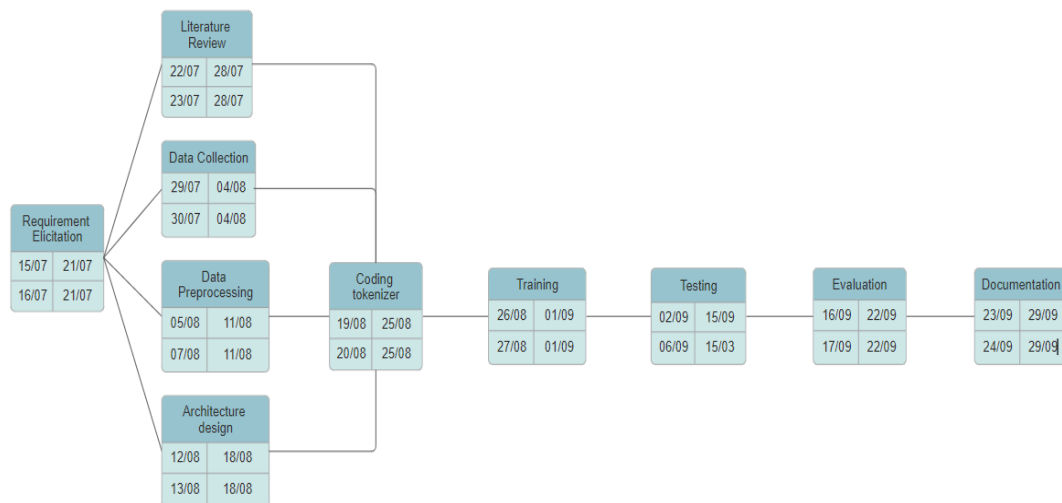 Literature
Review
22/07 28/07
23/07 28/07
Data Collection
29/07 04/08
30/07 04/08
Requirement
Elicitation
15/07 21/07
16/07 21/07
Data
Preprocessing
05/08 11/08
07/08 11/08
Architecture
design
12/08 18/08
13/08 18/08
Coding
tokenizer
19/08 25/08
20/08 25/08
Training
26/08 01/09
27/08 01/09
Testing
02/09 15/09
06/09 15/03
Evaluation
16/09 22/09
17/09 22/09
Documentation
23/09 29/09
24/09 29/09